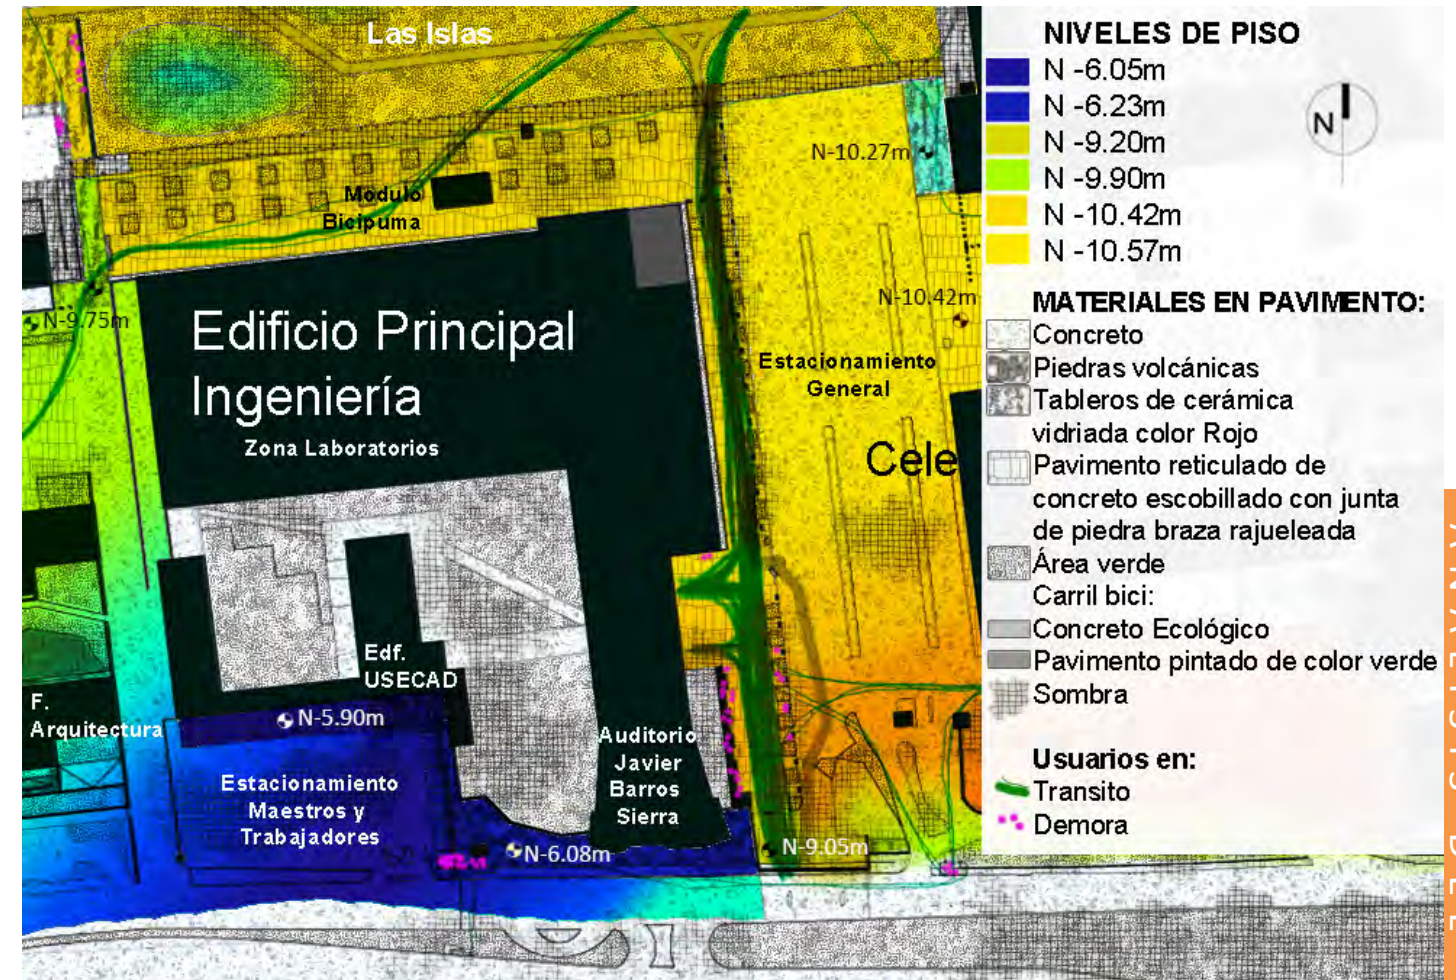 Las Islas
Modulo
Bicipuma
N-10.27m
N-9.75m
N-10.42m
Edificio Principal
Ingeniería
Zona Laboratorios
Estacionamiento
General
Cele
Edf.
USECAD
F.
Arquitectura
N-5.90m
Estacionamiento
Maestros y
Trabajadores
Auditorio
Javier
Barros
Sierra
N-6.08m
N-9.05m
NIVELES DE PISO
N -6.05m
N -6.23m
N -9.20m
N -9.90m
N -10.42m
N -10.57m
N
MATERIALES EN PAVIMENTO:
Concreto
Piedras volcánicas
Tableros de cerámica
vidriada color Rojo
Pavimento reticulado de
concreto escobillado con junta
de piedra braza rajueleada
Área verde
Carril bici:
Concreto Ecológico
Pavimento pintado de color verde
Sombra
Usuarios en:
Transito
Demora